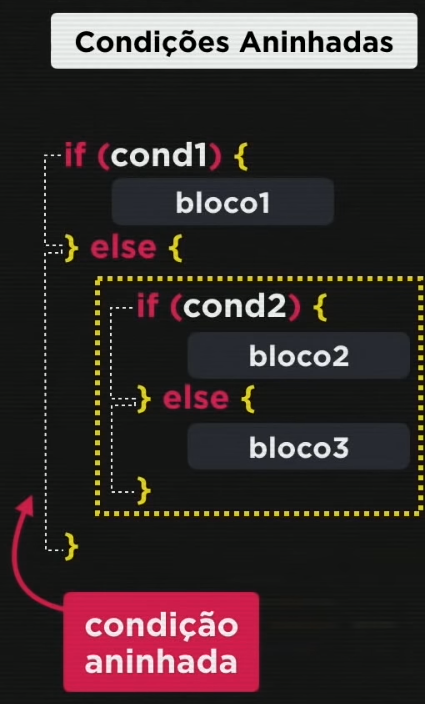 Condições Aninhadas
if (cond1) {
bloco1
} else {
if (cond2) {
bloco2
} else {
bloco3
}
}
condição
aninhada